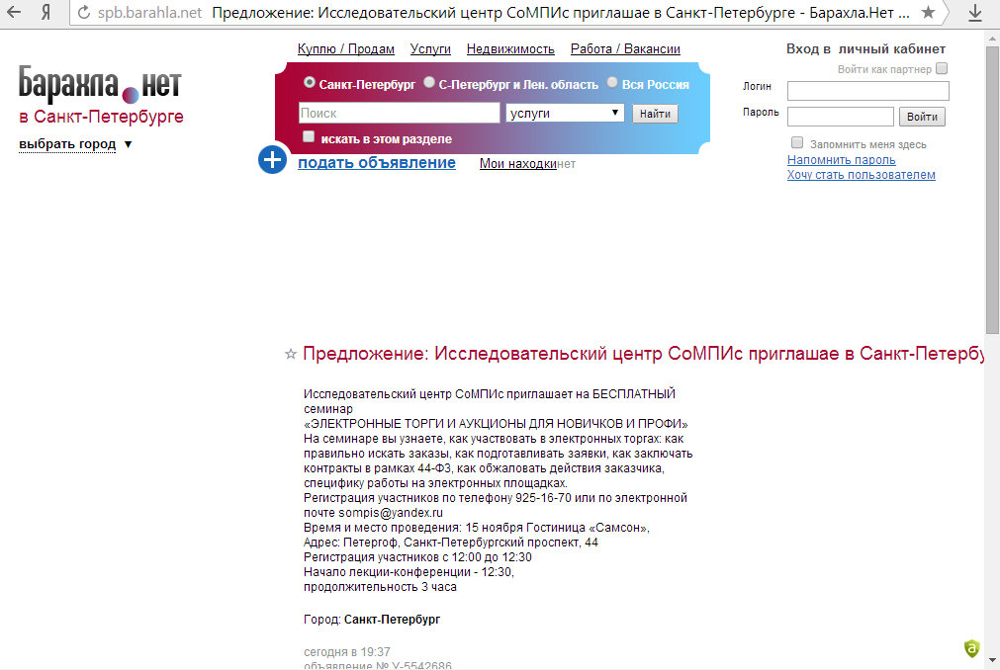 Я spb.barahla.net Предложение: Исследовательский центр СоМПИс приглашае в Санкт-Петербурге - Барахла.Нет ...
Куплю / Продам Услуги Недвижимость Работа / Вакансии
Вход в личный кабинет
Войти как партнер
Барахла.нет
в Санкт-Петербурге
выбрать город ▼
Санкт-Петербург С-Петербург и Лен. область Вся Россия
Поиск услуги Найти
искать в этом разделе
Логин
Пароль Войти
Запомнить меня здесь
Напомнить пароль
Хочу стать пользователем
подать объявление Мои находкинет
Предложение: Исследовательский центр СоМПИс приглашае в Санкт-Петербу
Исследовательский центр СоМПИс приглашает на БЕСПЛАТНЫЙ
семинар
«ЭЛЕКТРОННЫЕ ТОРГИ И АУКЦИОНЫ ДЛЯ НОВИЧКОВ И ПРОФИ»
На семинаре вы узнаете, как участвовать в электронных торгах: как
правильно искать заказы, как подготавливать заявки, как заключать
контракты в рамках 44-ФЗ, как обжаловать действия заказчика,
специфику работы на электронных площадках.
Регистрация участников по телефону 925-16-70 или по электронной
почте sompis@yandex.ru
Время и место проведения: 15 ноября Гостиница «Самсон»,
Адрес: Петергоф, Санкт-Петербургский проспект, 44
Регистрация участников с 12:00 до 12:30
Начало лекции-конференции - 12:30,
продолжительность 3 часа
Город: Санкт-Петербург
сегодня в 19:37
объявление № У-5542686